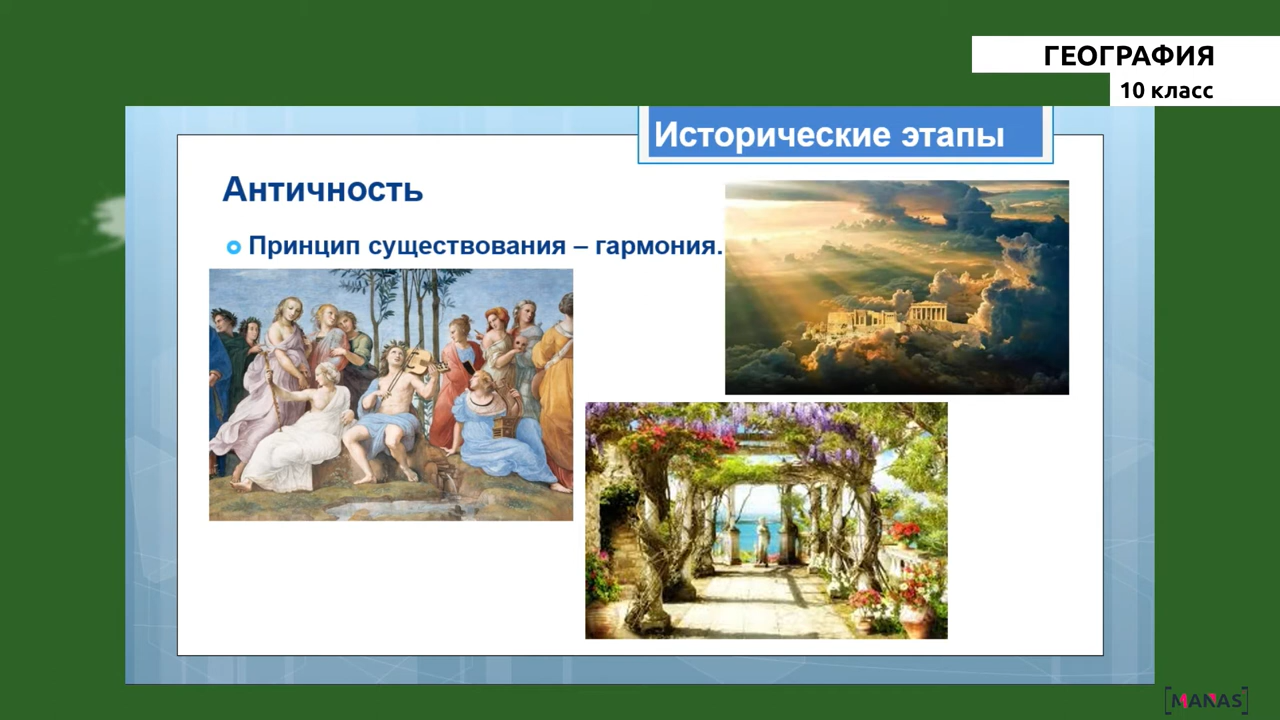 ГЕОГРАФИЯ
10 класс
Исторические этапы
Античность
Принцип существования – гармония.
[MANAS]